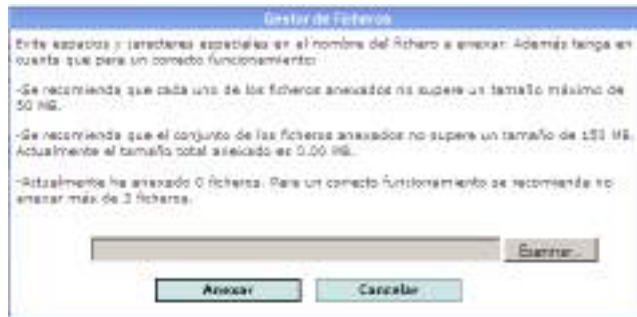 Gestor de Ficheros
Evite espacios y caracteres especiales en el nombre del fichero a anexar. Además tenga en
cuenta que para un correcto funcionamiento:
-Se recomienda que cada uno de los ficheros anexados no supere un tamaño máximo de
50 MB.
-Se recomienda que el conjunto de los ficheros anexados no supere un tamaño de 150 MB.
Actualmente el tamaño total anexado es 0.00 MB.
-Actualmente ha anexado 0 ficheros. Para un correcto funcionamiento se recomienda no
anexar más de 3 ficheros.
Examinar...
Anexar
Cancelar